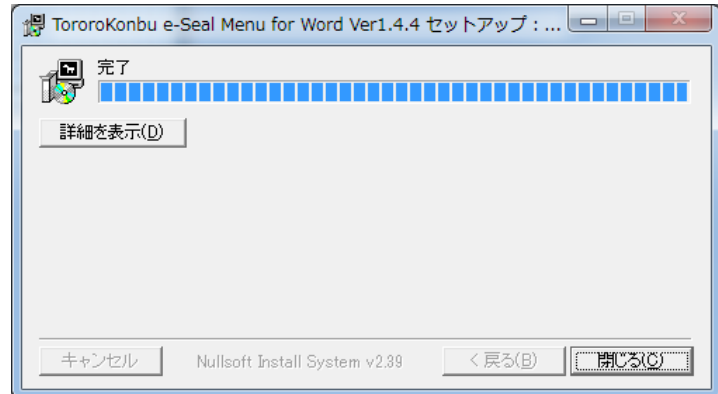 TororoKonbu e-Seal Menu for Word Ver1.4.4 セットアップ : ...
完了
詳細を表示(D)
キャンセル
Nullsoft Install System v2.39
< 戻る(B)
閉じる(C)